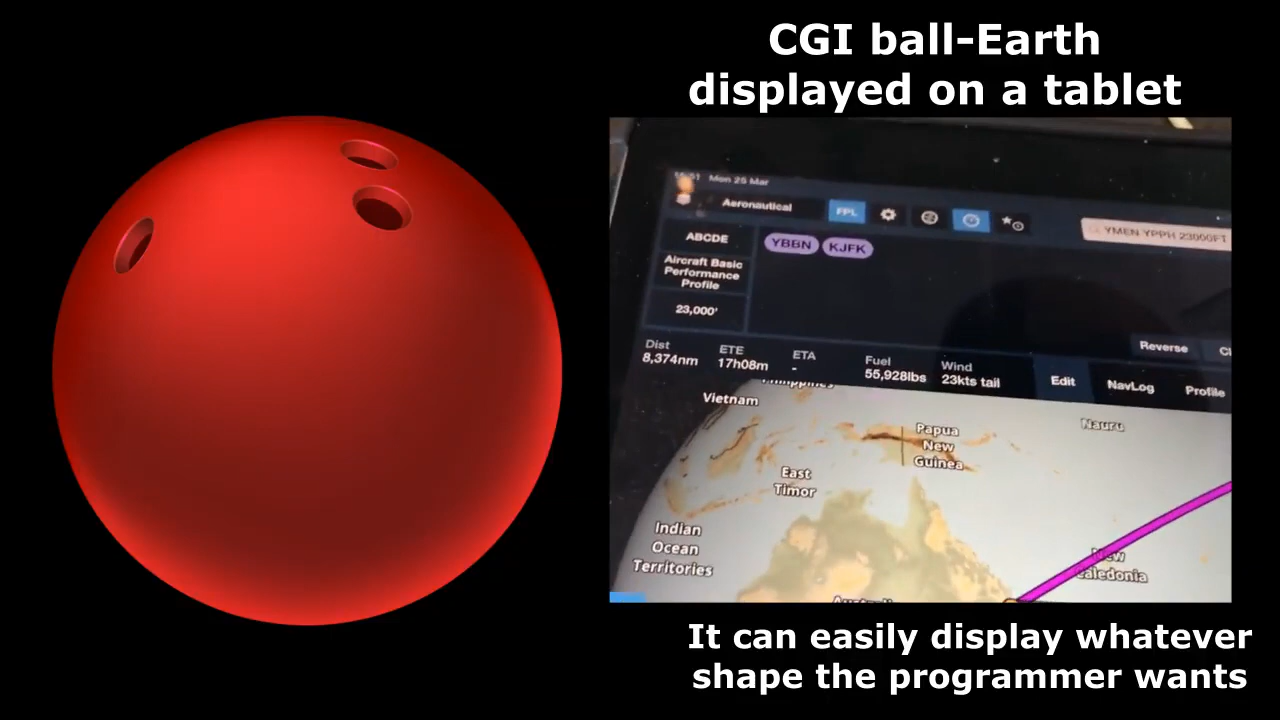 CGI ball-Earth
displayed on a tablet
Mon 25 Mar
Aeronautical FPL
YMEN YPPH 23000FT
ABCDE
YBBN KJFK
Aircraft Basic
Performance
Profile
23,000'
Reverse
Dist
8,374nm
ETE
17h08m
ETA
-
Fuel
55,928lbs
Wind
23kts tail
Edit
NavLog
Profile
Philippines
Vietnam
Nauru
Papua
New
Guinea
East
Timor
Indian
Ocean
Territories
New
Caledonia
It can easily display whatever
shape the programmer wants